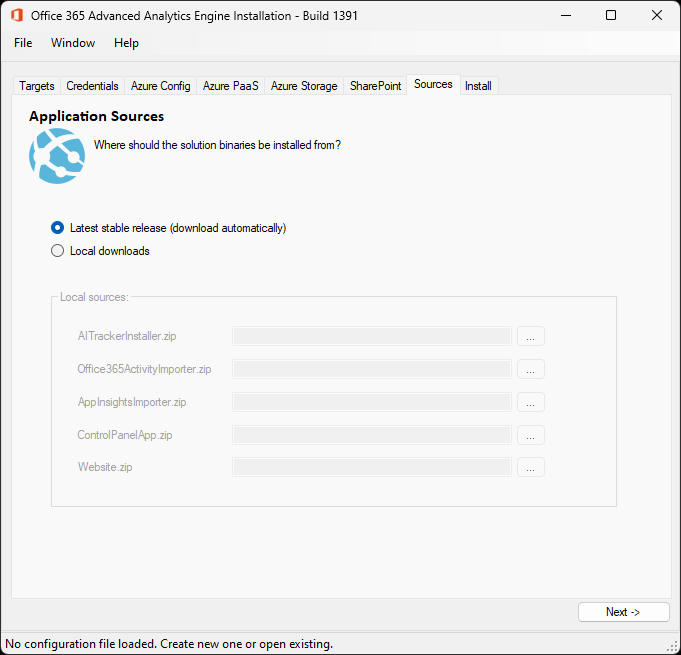 Office 365 Advanced Analytics Engine Installation - Build 1391
File Window Help
Targets Credentials Azure Config Azure PaaS Azure Storage SharePoint Sources Install
Application Sources
Where should the solution binaries be installed from?
Latest stable release (download automatically)
Local downloads
Local sources:
AITrackerInstaller.zip ...
Office365ActivityImporter.zip ...
AppInsightsImporter.zip ...
ControlPanelApp.zip ...
Website.zip ...
Next ->
No configuration file loaded. Create new one or open existing.